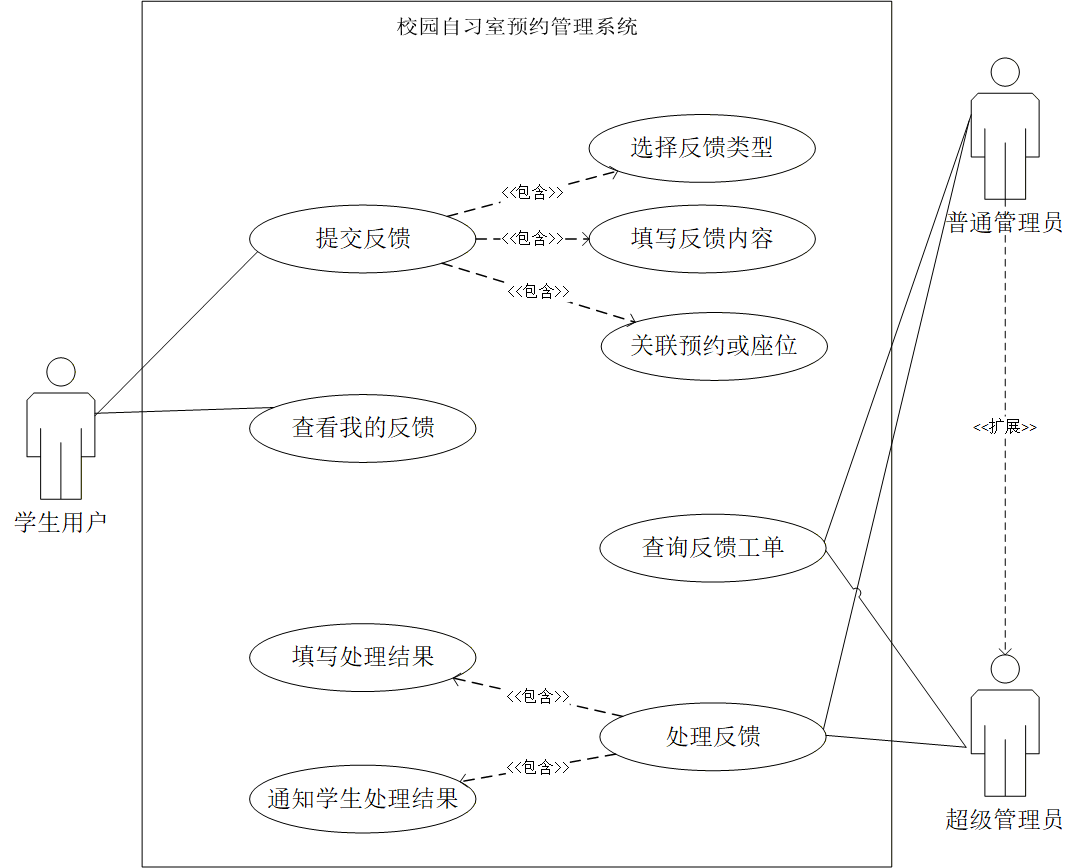 校园自习室预约管理系统
选择反馈类型
<<包含>>
提交反馈
<<包含>>
填写反馈内容
普通管理员
<<包含>>
关联预约或座位
查看我的反馈
<<扩展>>
学生用户
查询反馈工单
填写处理结果
<<包含>>
处理反馈
<<包含>>
通知学生处理结果
超级管理员